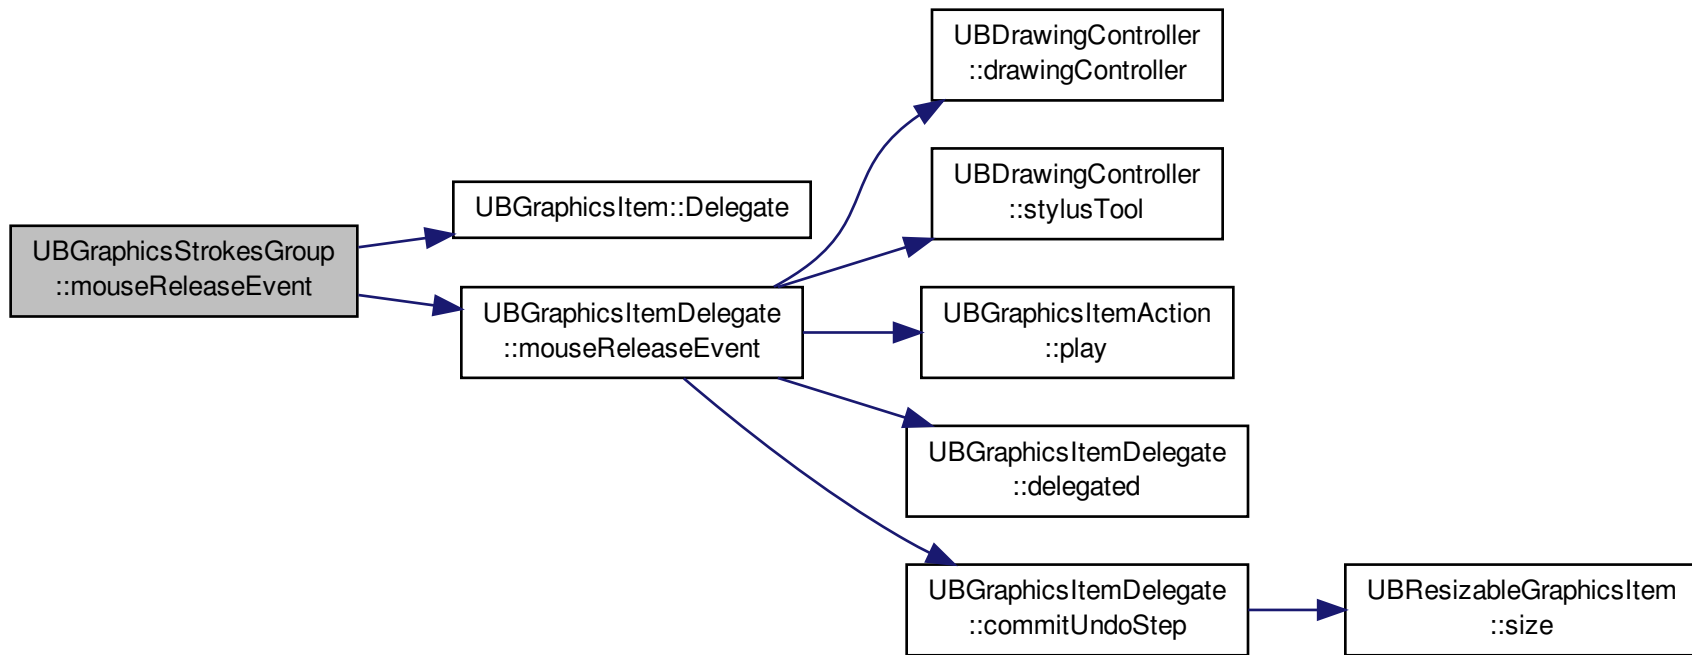 UBGraphicsStrokesGroup
::mouseReleaseEvent
UBGraphicsItem::Delegate
UBGraphicsItemDelegate
::mouseReleaseEvent
UBDrawingController
::drawingController
UBDrawingController
::stylusTool
UBGraphicsItemAction
::play
UBGraphicsItemDelegate
::delegated
UBGraphicsItemDelegate
::commitUndoStep
UBResizableGraphicsItem
::size